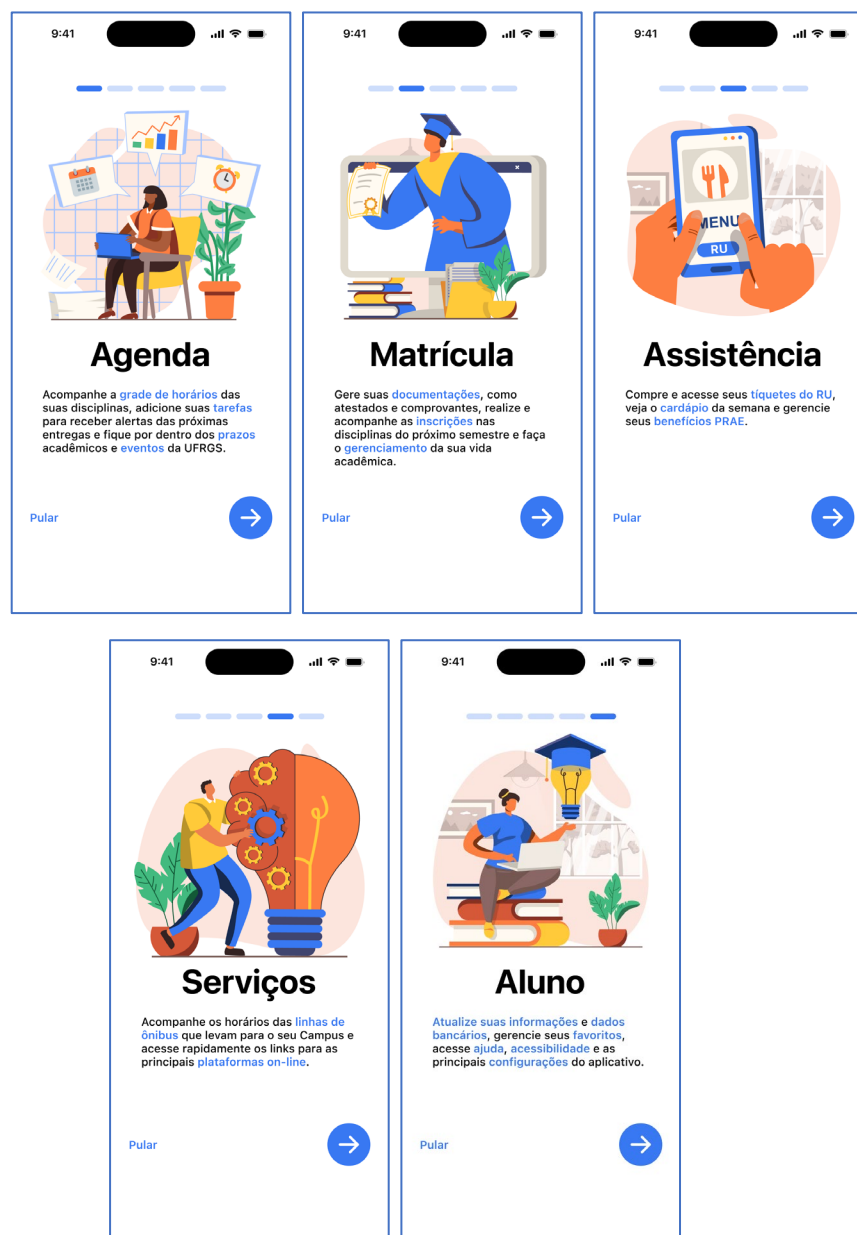 9:41
Agenda
Acompanhe a grade de horários das
suas disciplinas, adicione suas tarefas
para receber alertas das próximas
entregas e fique por dentro dos prazos
acadêmicos e eventos da UFRGS.
Pular
9:41
Matrícula
Gere suas documentações, como
atestados e comprovantes, realize e
acompanhe as inscrições nas
disciplinas do próximo semestre e faça
o gerenciamento da sua vida
acadêmica.
Pular
9:41
MENU
RU
Assistência
Compre e acesse seus tíquetes do RU,
veja o cardápio da semana e gerencie
seus benefícios PRAE.
Pular
9:41
Serviços
Acompanhe os horários das linhas de
ônibus que levam para o seu Campus e
acesse rapidamente os links para as
principais plataformas on-line.
Pular
9:41
Aluno
Atualize suas informações e dados
bancários, gerencie seus favoritos,
acesse ajuda, acessibilidade e as
principais configurações do aplicativo.
Pular